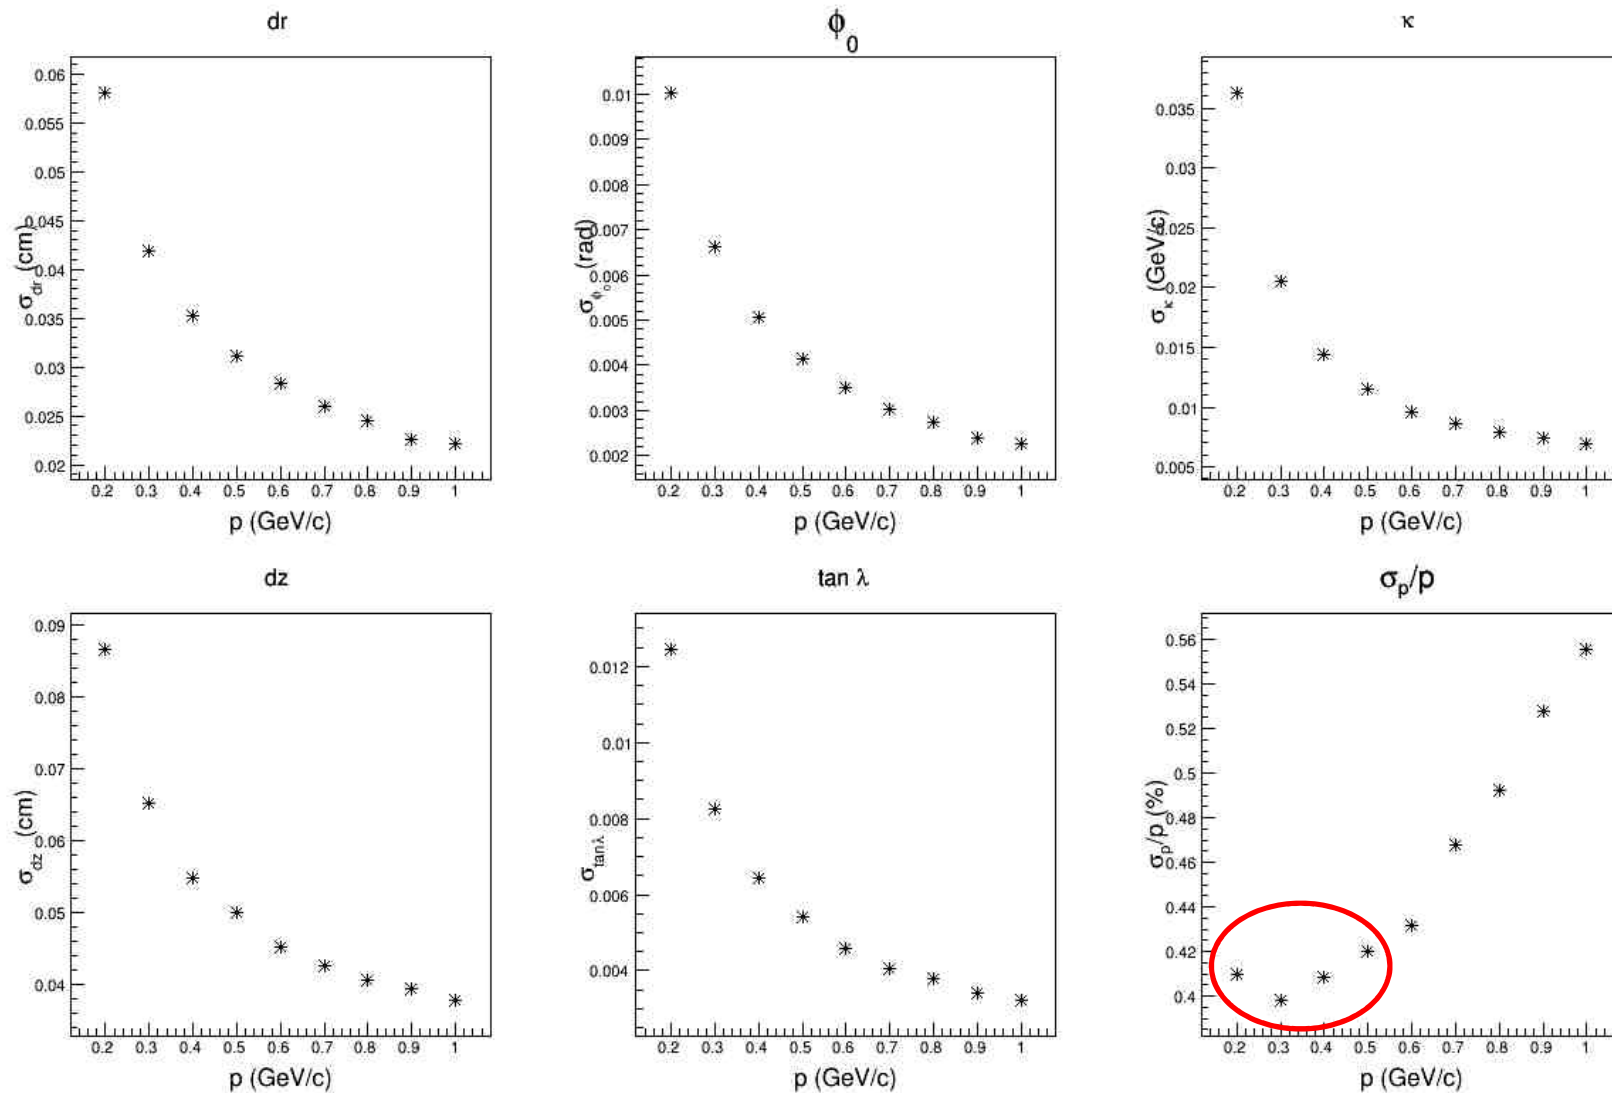 dr
0.06
0.055
0.05
0.045
0.04
0.035
0.03
0.025
0.02
σdr (cm)
0.2 0.3 0.4 0.5 0.6 0.7 0.8 0.9 1
p (GeV/c)
ϕ0
0.01
0.009
0.008
0.007
0.006
0.005
0.004
0.003
0.002
σϕ0 (rad)
0.2 0.3 0.4 0.5 0.6 0.7 0.8 0.9 1
p (GeV/c)
κ
0.035
0.03
0.025
0.02
0.015
0.01
0.005
σκ (GeV/c)
0.2 0.3 0.4 0.5 0.6 0.7 0.8 0.9 1
p (GeV/c)
dz
0.09
0.08
0.07
0.06
0.05
0.04
σdz (cm)
0.2 0.3 0.4 0.5 0.6 0.7 0.8 0.9 1
p (GeV/c)
tan λ
0.012
0.01
0.008
0.006
0.004
σtanλ
0.2 0.3 0.4 0.5 0.6 0.7 0.8 0.9 1
p (GeV/c)
σp/p
0.56
0.54
0.52
0.5
0.48
0.46
0.44
0.42
0.4
σp/p (%)
0.2 0.3 0.4 0.5 0.6 0.7 0.8 0.9 1
p (GeV/c)